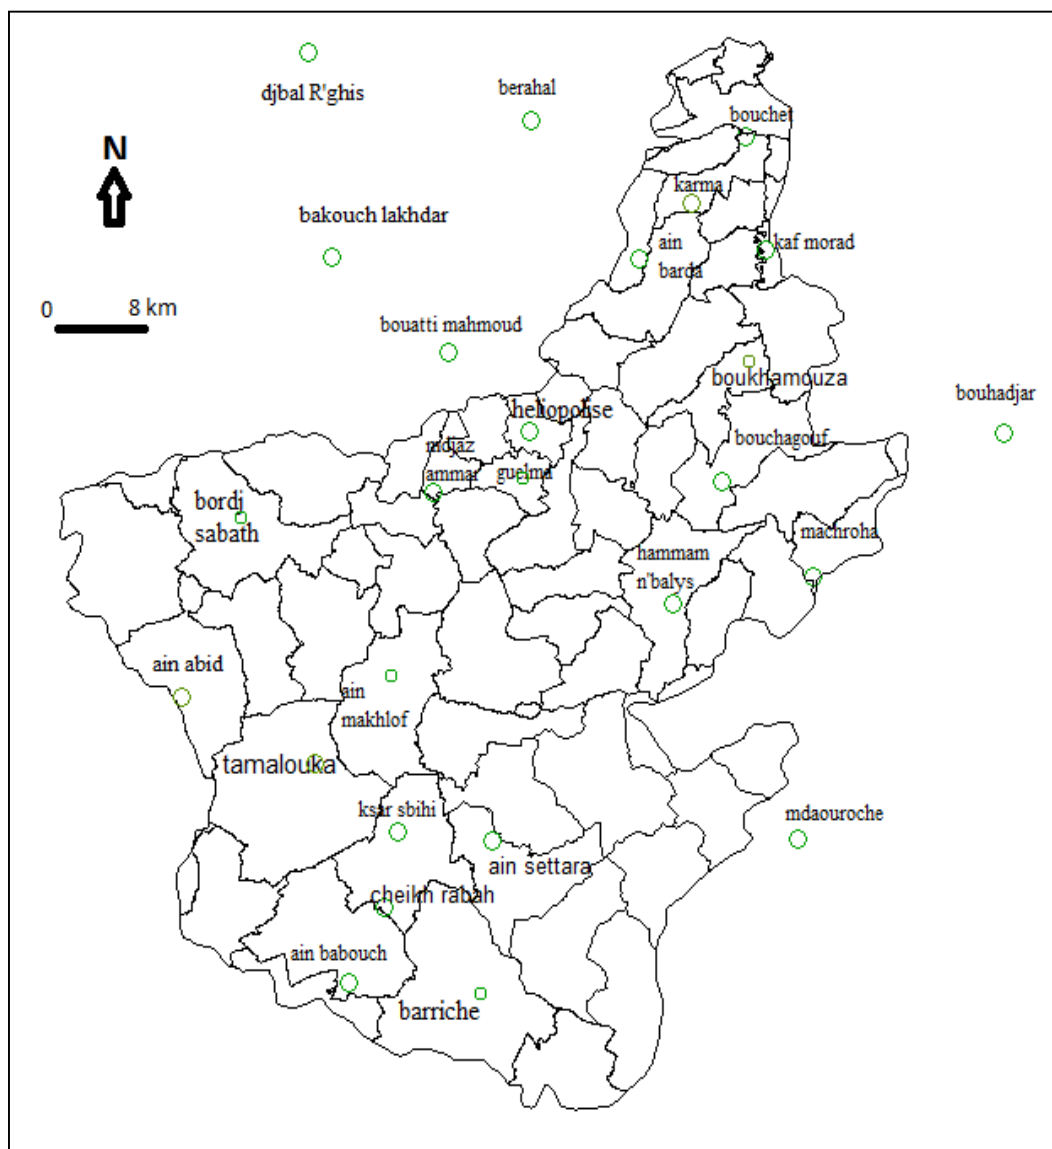 berahal
djbal R'ghis
bouchet
N
karma
bakouch lakhdar
ain
barda
kaf morad
0 8 km
bouatti mahmoud
boukhamouza
bouhadjar
heliopolise
bouchagouf
mdjaz
ammar
guelma
bordj
sabath
machroha
hammam
n'balys
ain abid
ain
makhlof
tamalouka
ksar sbihi
mdaouroche
ain settara
cheikh rabah
ain babouch
barriche